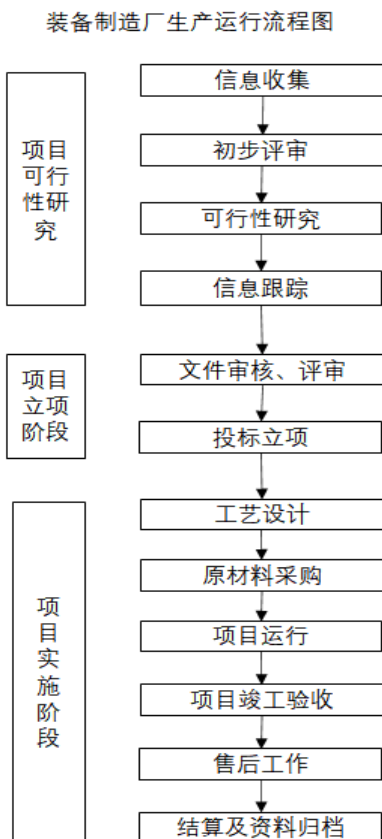 装备制造厂生产运行流程图
项目
可行
性研
究
信息收集
初步评审
可行性研究
信息跟踪
项目
立项
阶段
文件审核、评审
投标立项
项
目
实
施
阶
段
工艺设计
原材料采购
项目运行
项目竣工验收
售后工作
结算及资料归档